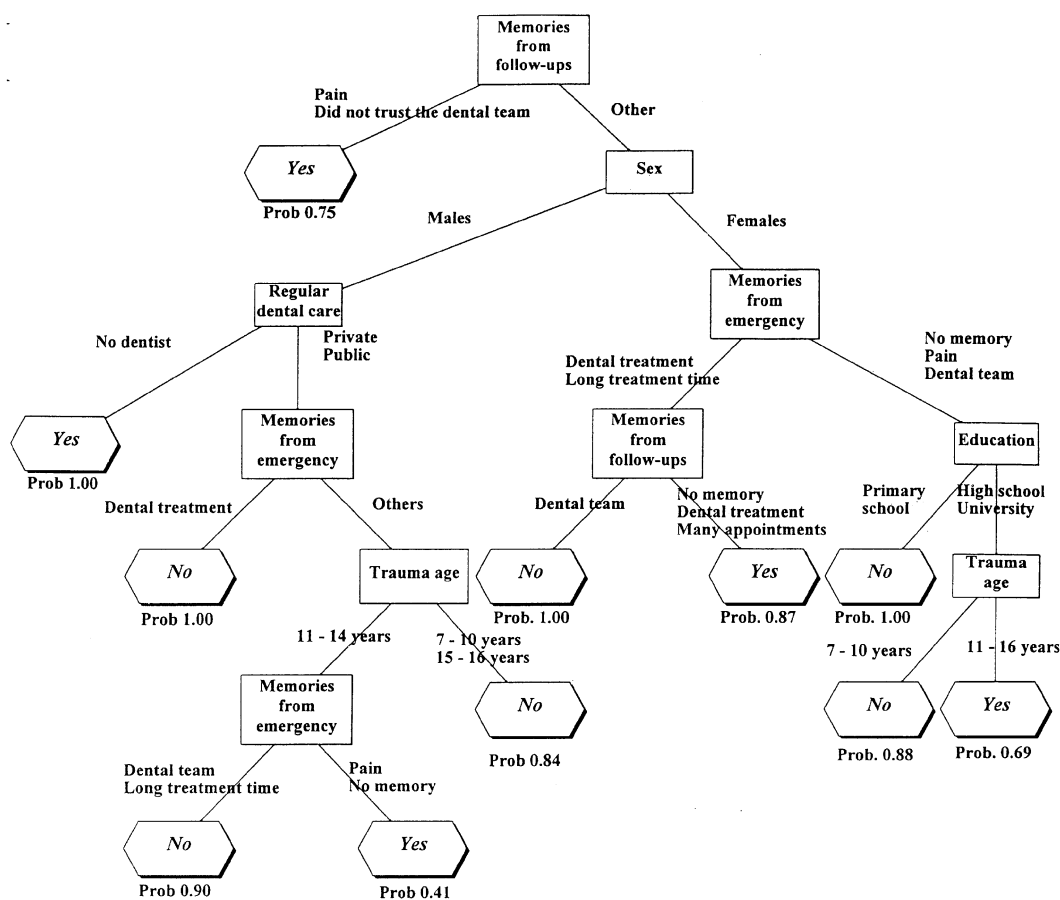 Memories
from
follow-ups
Pain
Did not trust the dental team
Other
Yes
Prob 0.75
Sex
Males
Females
Regular
dental care
Memories
from
emergency
No dentist
Private
Public
Dental treatment
Long treatment time
No memory
Pain
Dental team
Yes
Prob 1.00
Memories
from
emergency
Memories
from
follow-ups
Education
Dental treatment
Others
Dental team
No memory
Dental treatment
Many appointments
Primary
school
High school
University
No
Prob 1.00
Trauma age
No
Prob. 1.00
Yes
Prob. 0.87
No
Prob. 1.00
Trauma
age
11 - 14 years
7 - 10 years
15 - 16 years
7 - 10 years
11 - 16 years
Memories
from
emergency
No
Prob 0.84
No
Prob. 0.88
Yes
Prob. 0.69
Dental team
Long treatment time
Pain
No memory
No
Prob 0.90
Yes
Prob 0.41